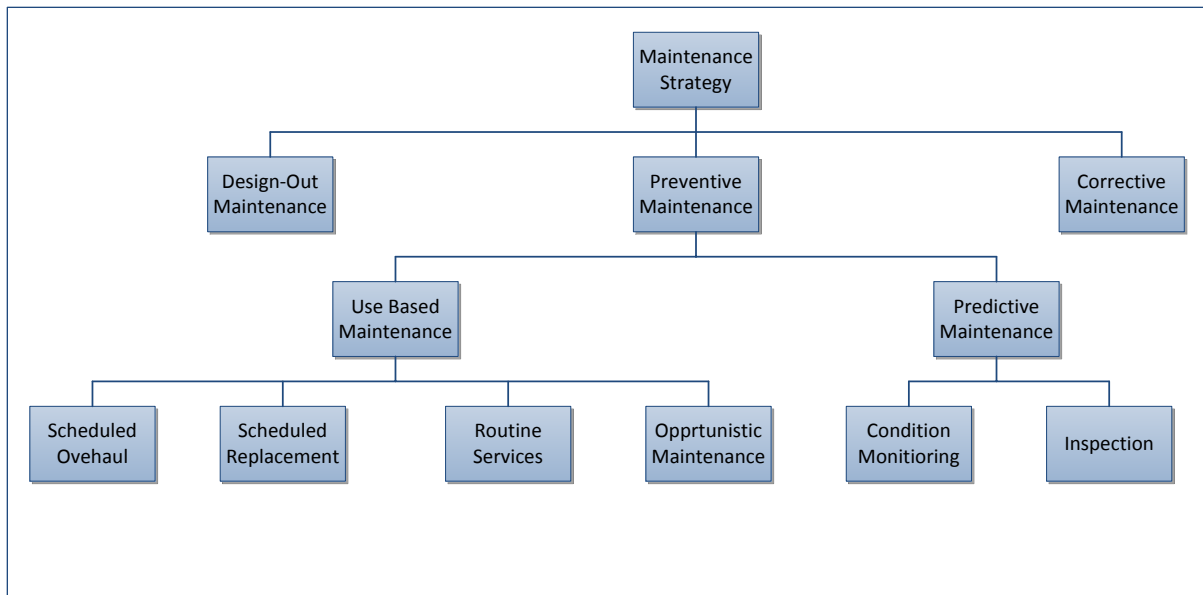 Maintenance
Strategy
Design-Out
Maintenance
Preventive
Maintenance
Corrective
Maintenance
Use Based
Maintenance
Predictive
Maintenance
Scheduled
Ovehaul
Scheduled
Replacement
Routine
Services
Opprtunistic
Maintenance
Condition
Monitioring
Inspection